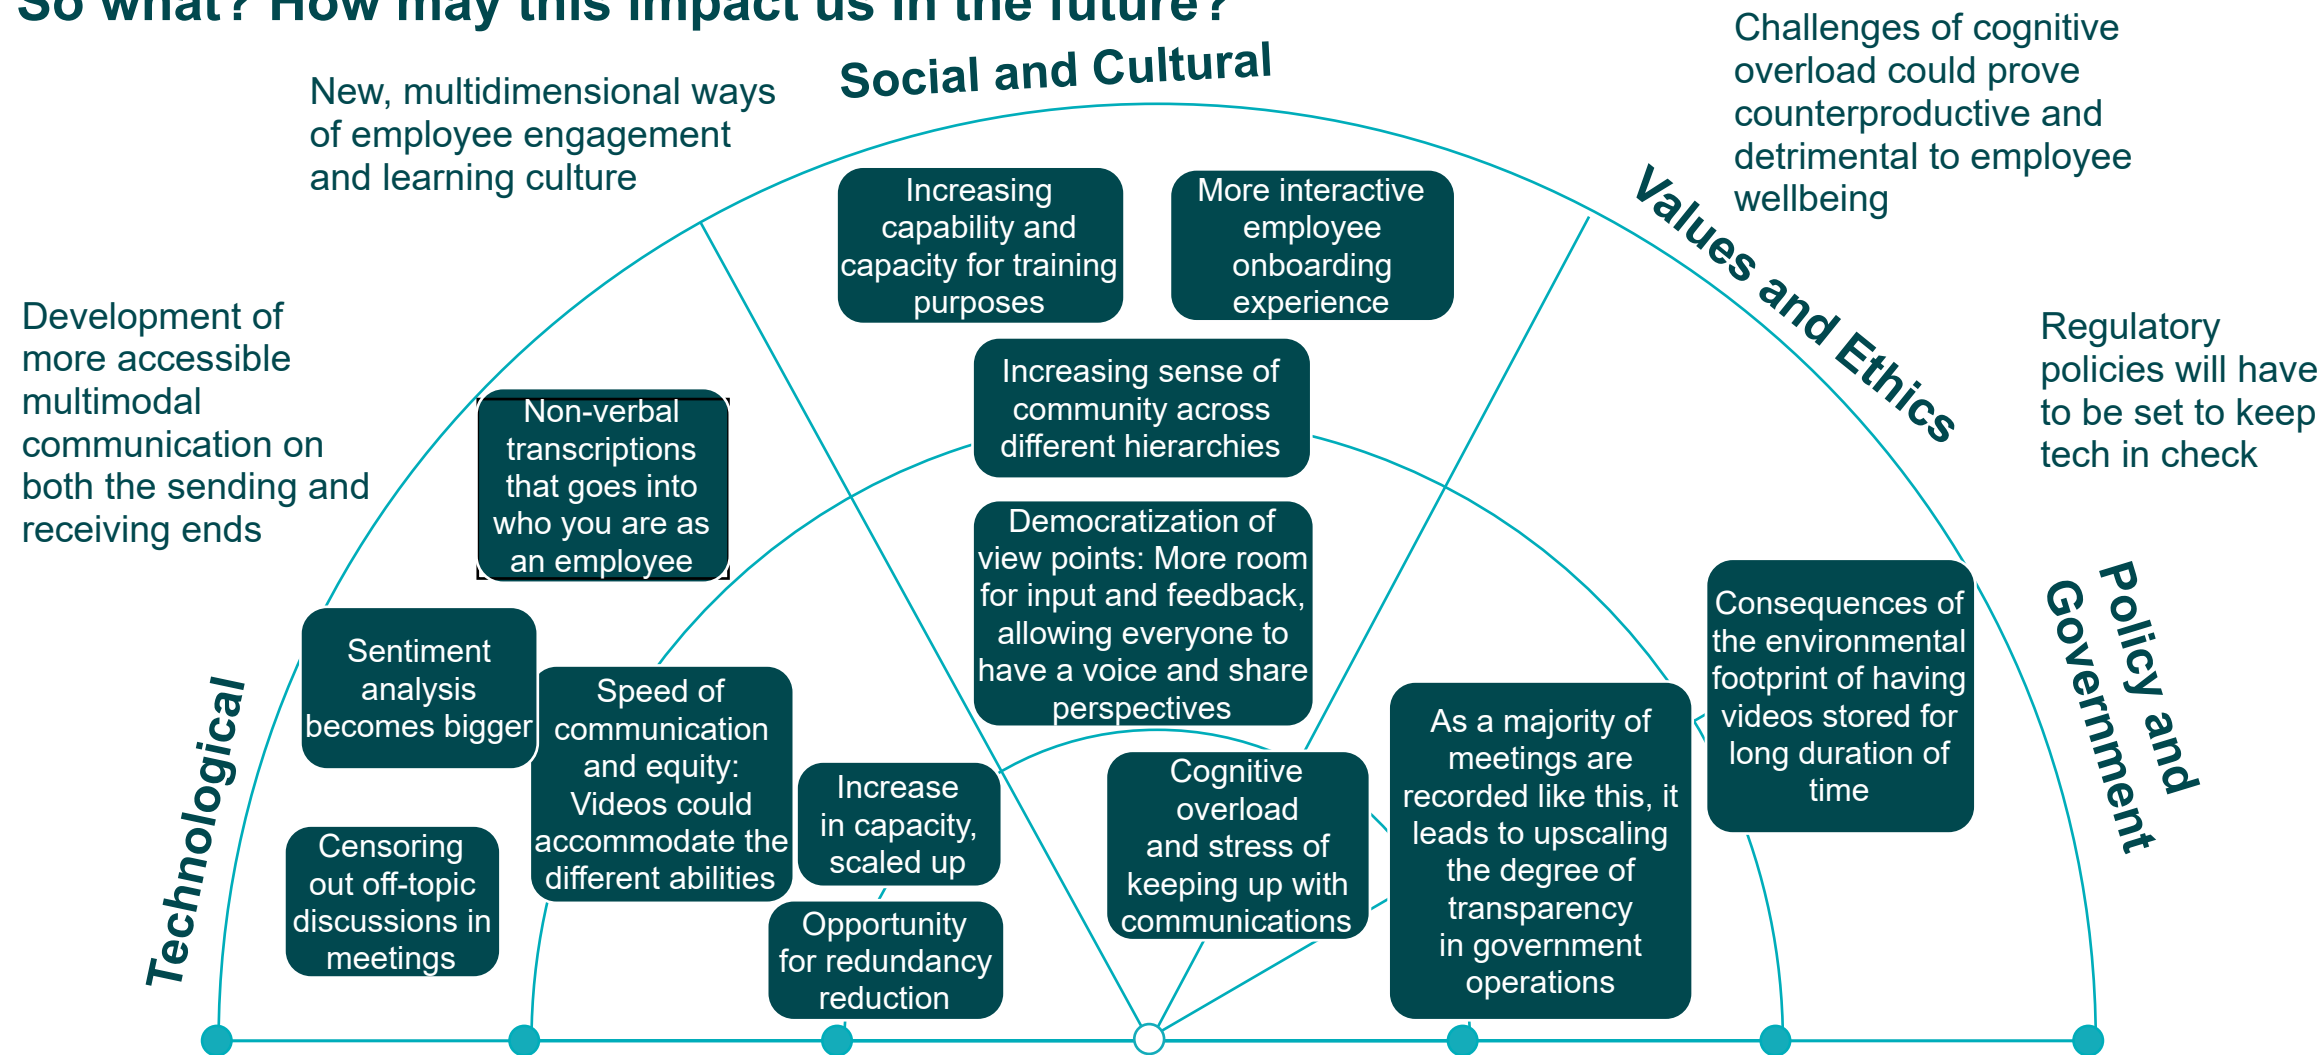 So what? How may this impact us in the future?
Social and Cultural
New, multidimensional ways
of employee engagement
and learning culture
Challenges of cognitive
overload could prove
counterproductive and
detrimental to employee
wellbeing
Values and Ethics
Increasing
capability and
capacity for training
purposes
More interactive
employee
onboarding
experience
Development of
more accessible
multimodal
communication on
both the sending and
receiving ends
Regulatory
policies will have
to be set to keep
tech in check
Increasing sense of
community across
different hierarchies
Non-verbal
transcriptions
that goes into
who you are as
an employee
Democratization of
view points: More room
for input and feedback,
allowing everyone to
have a voice and share
perspectives
Policy and
Government
Consequences of
the environmental
footprint of having
videos stored for
long duration of
time
Technological
Sentiment
analysis
becomes bigger
Speed of
communication
and equity:
Videos could
accommodate the
different abilities
As a majority of
meetings are
recorded like this, it
leads to upscaling
the degree of
transparency
in government
operations
Cognitive
overload
and stress of
keeping up with
communications
Increase
in capacity,
scaled up
Censoring
out off-topic
discussions in
meetings
Opportunity
for redundancy
reduction